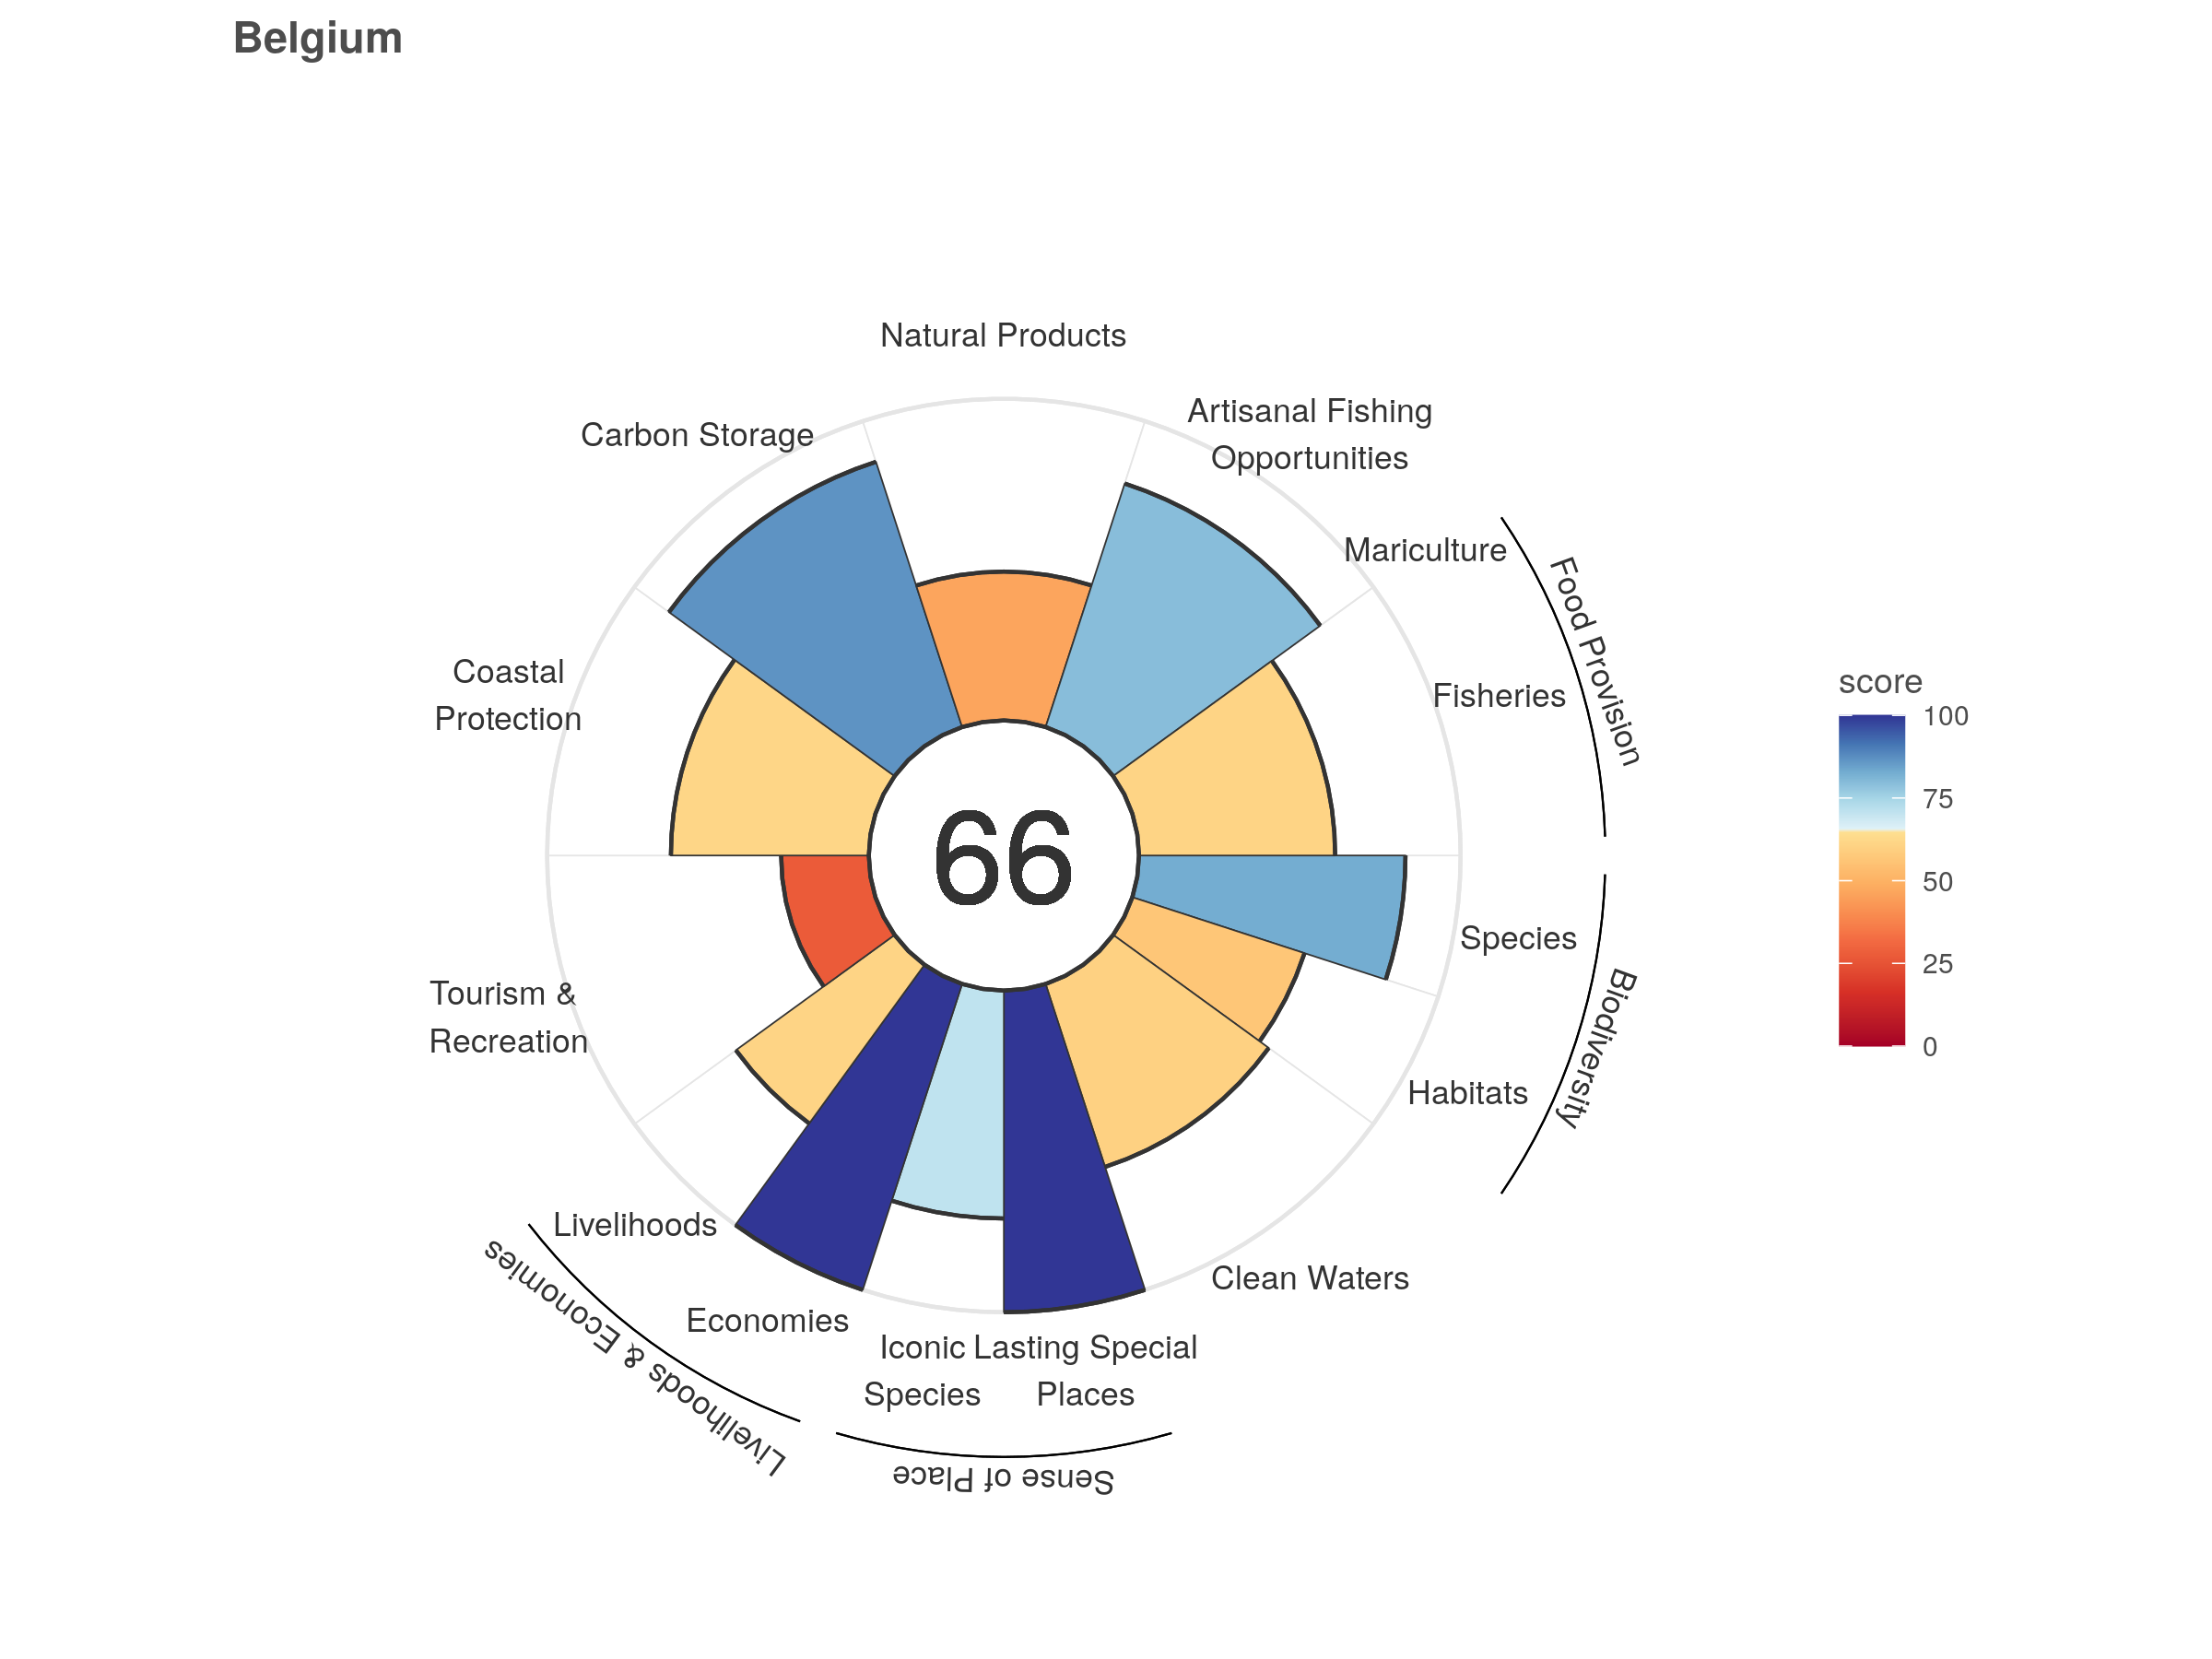 Belgium
Natural Products
Artisanal Fishing
Opportunities
Carbon Storage
Mariculture
Food Provision
Fisheries
Coastal
Protection
score
100
75
50
25
0
66
Species
Biodiversity
Habitats
Tourism &
Recreation
Livelihoods
Clean Waters
Economies
Livelihoods & Economies
Iconic
Species
Lasting Special
Places
Sense of Place